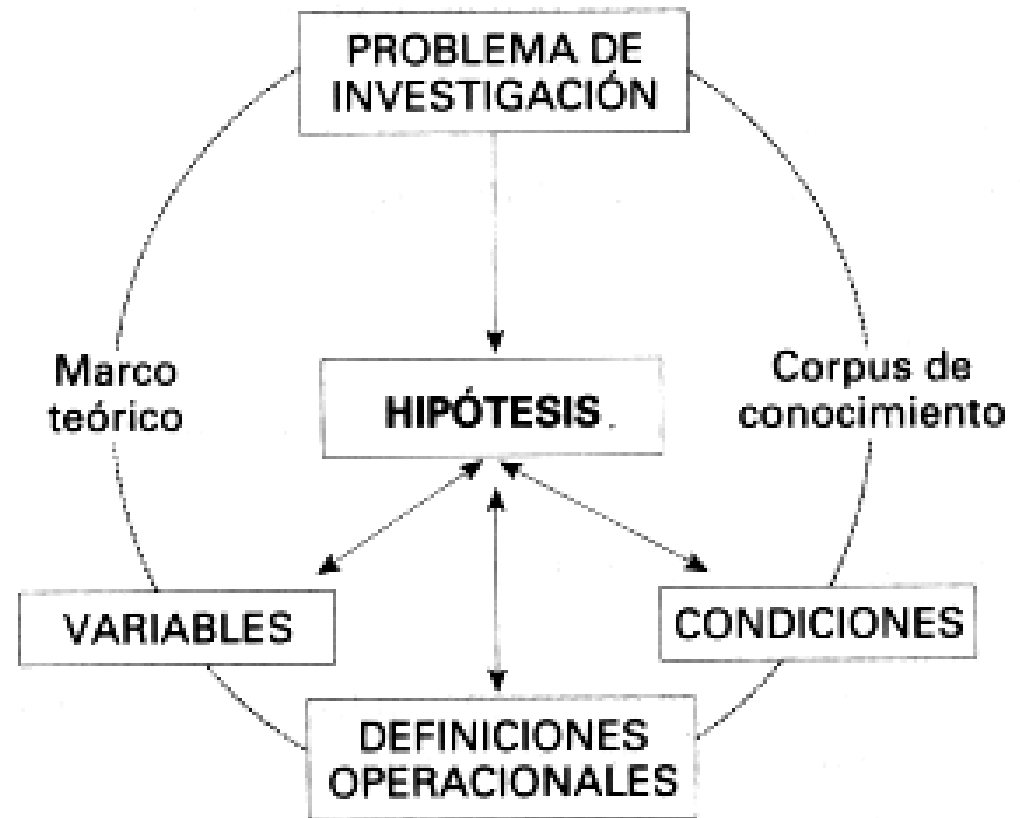 PROBLEMA DE
INVESTIGACIÓN
Marco
teórico
HIPÓTESIS.
Corpus de
conocimiento
VARIABLES
CONDICIONES
DEFINICIONES
OPERACIONALES